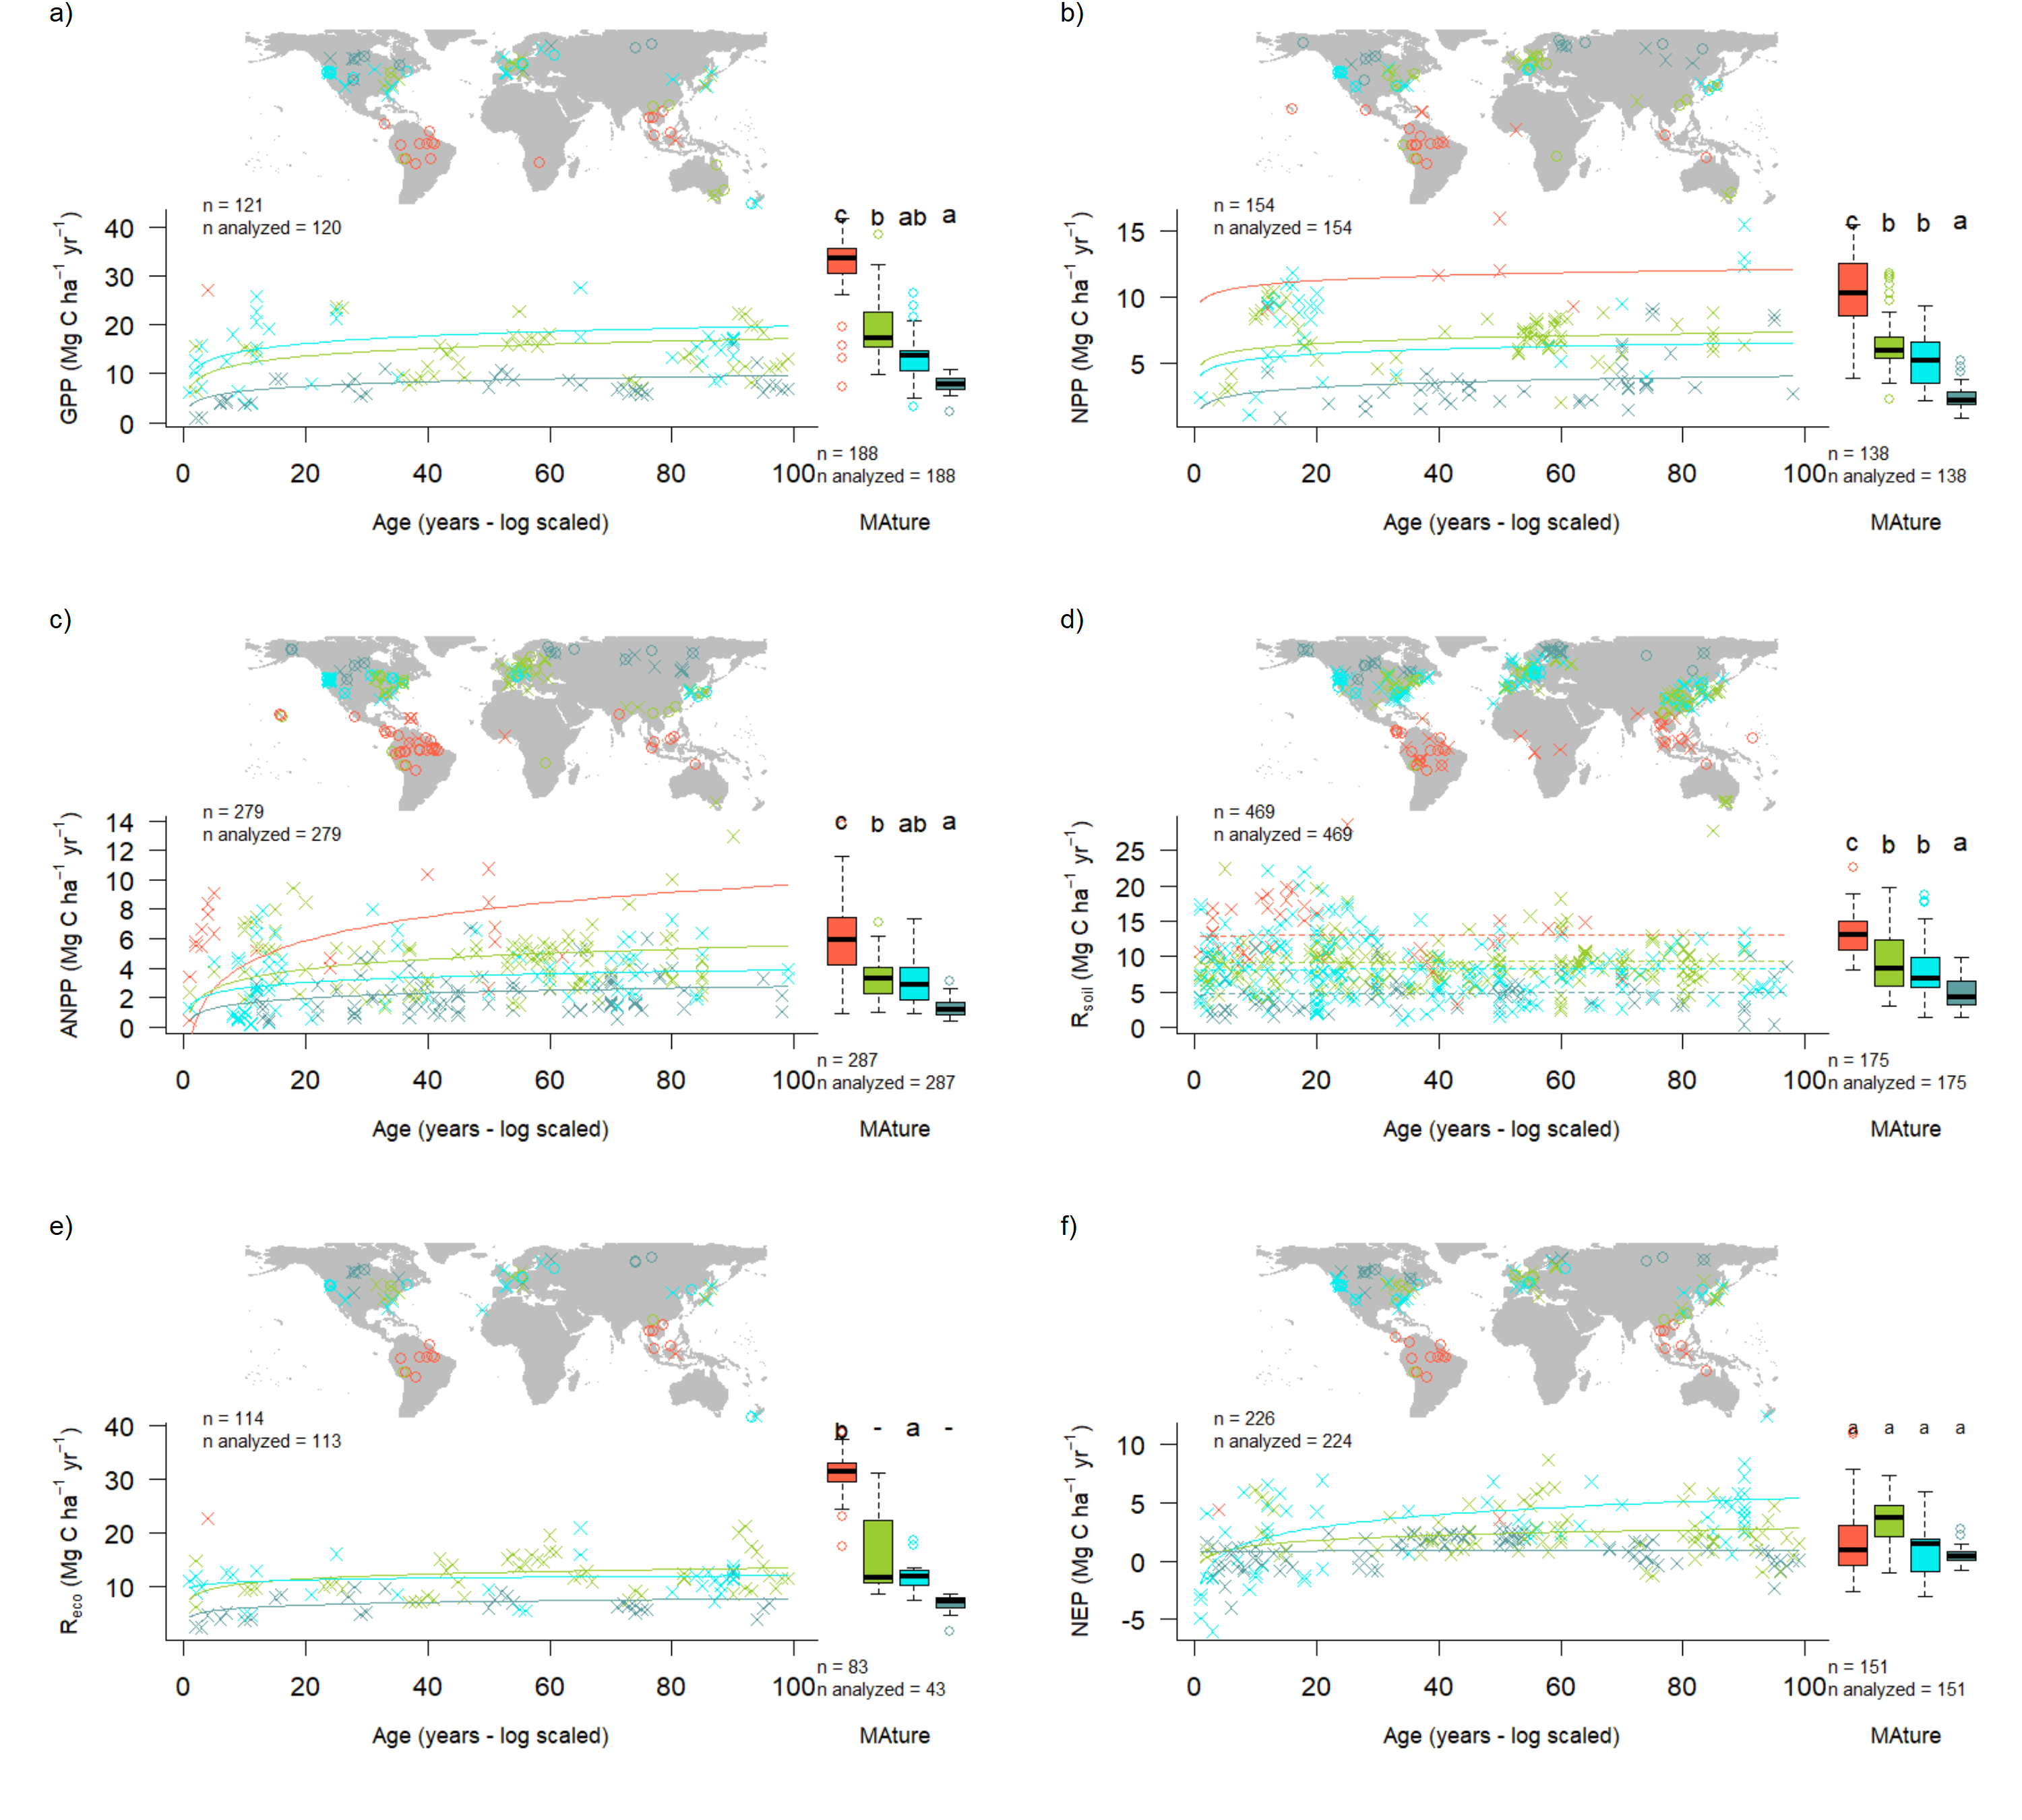 a)
n = 121
n analyzed = 120
GPP (Mg C ha⁻¹ yr⁻¹)
40
30
20
10
0
0 20 40 60 80 100
Age (years - log scaled)
c b ab a
n = 188
n analyzed = 188
MAture
b)
n = 154
n analyzed = 154
NPP (Mg C ha⁻¹ yr⁻¹)
15
10
5
0 20 40 60 80 100
Age (years - log scaled)
c b b a
n = 138
n analyzed = 138
MAture
c)
n = 279
n analyzed = 279
ANPP (Mg C ha⁻¹ yr⁻¹)
14
12
10
8
6
4
2
0
0 20 40 60 80 100
Age (years - log scaled)
c b ab a
n = 287
n analyzed = 287
MAture
d)
n = 469
n analyzed = 469
Rsoil (Mg C ha⁻¹ yr⁻¹)
25
20
15
10
5
0
0 20 40 60 80 100
Age (years - log scaled)
c b b a
n = 175
n analyzed = 175
MAture
e)
n = 114
n analyzed = 113
Reco (Mg C ha⁻¹ yr⁻¹)
40
30
20
10
0 20 40 60 80 100
Age (years - log scaled)
b - a -
n = 83
n analyzed = 43
MAture
f)
n = 226
n analyzed = 224
NEP (Mg C ha⁻¹ yr⁻¹)
10
5
0
-5
0 20 40 60 80 100
Age (years - log scaled)
a a a a
n = 151
n analyzed = 151
MAture